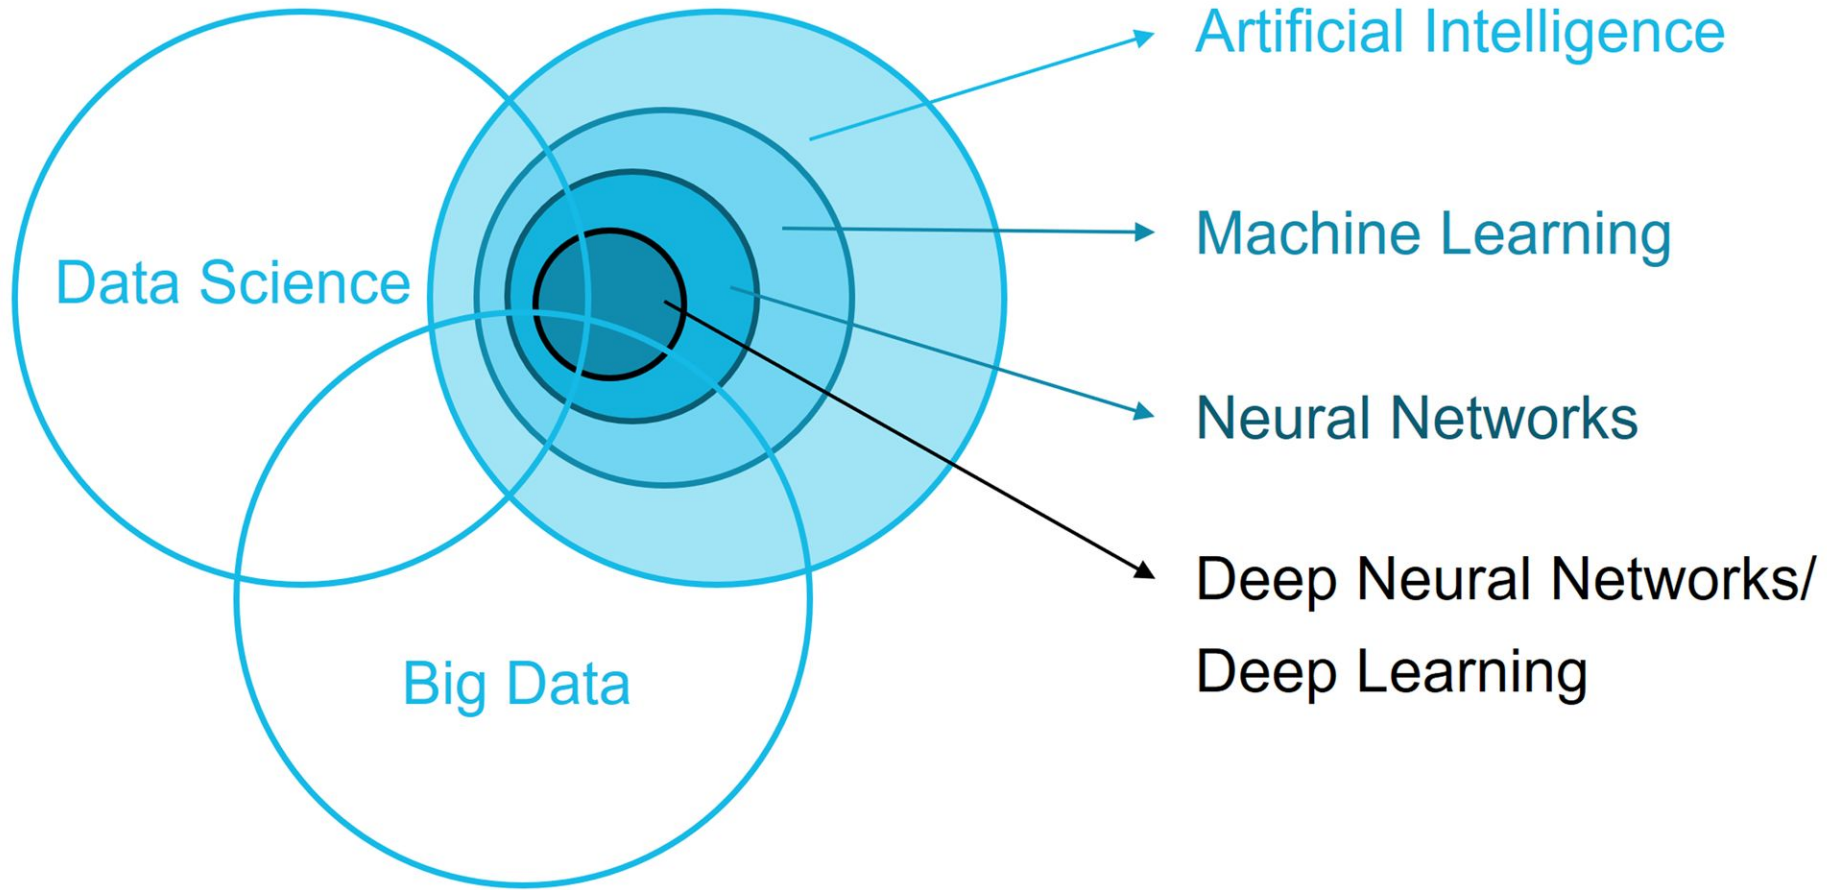 Artificial Intelligence
Machine Learning
Data Science
Neural Networks
Deep Neural Networks/
Deep Learning
Big Data